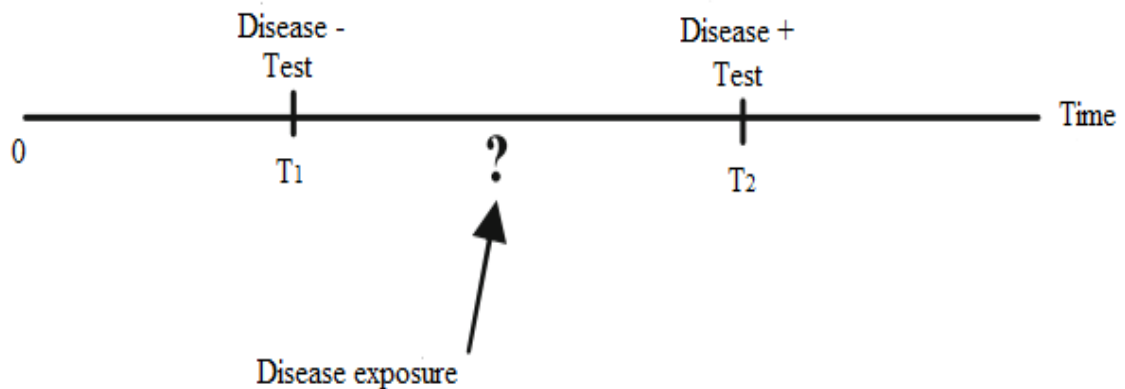 Disease -
Test
Disease +
Test
Time
0
T1
?
T2
Disease exposure